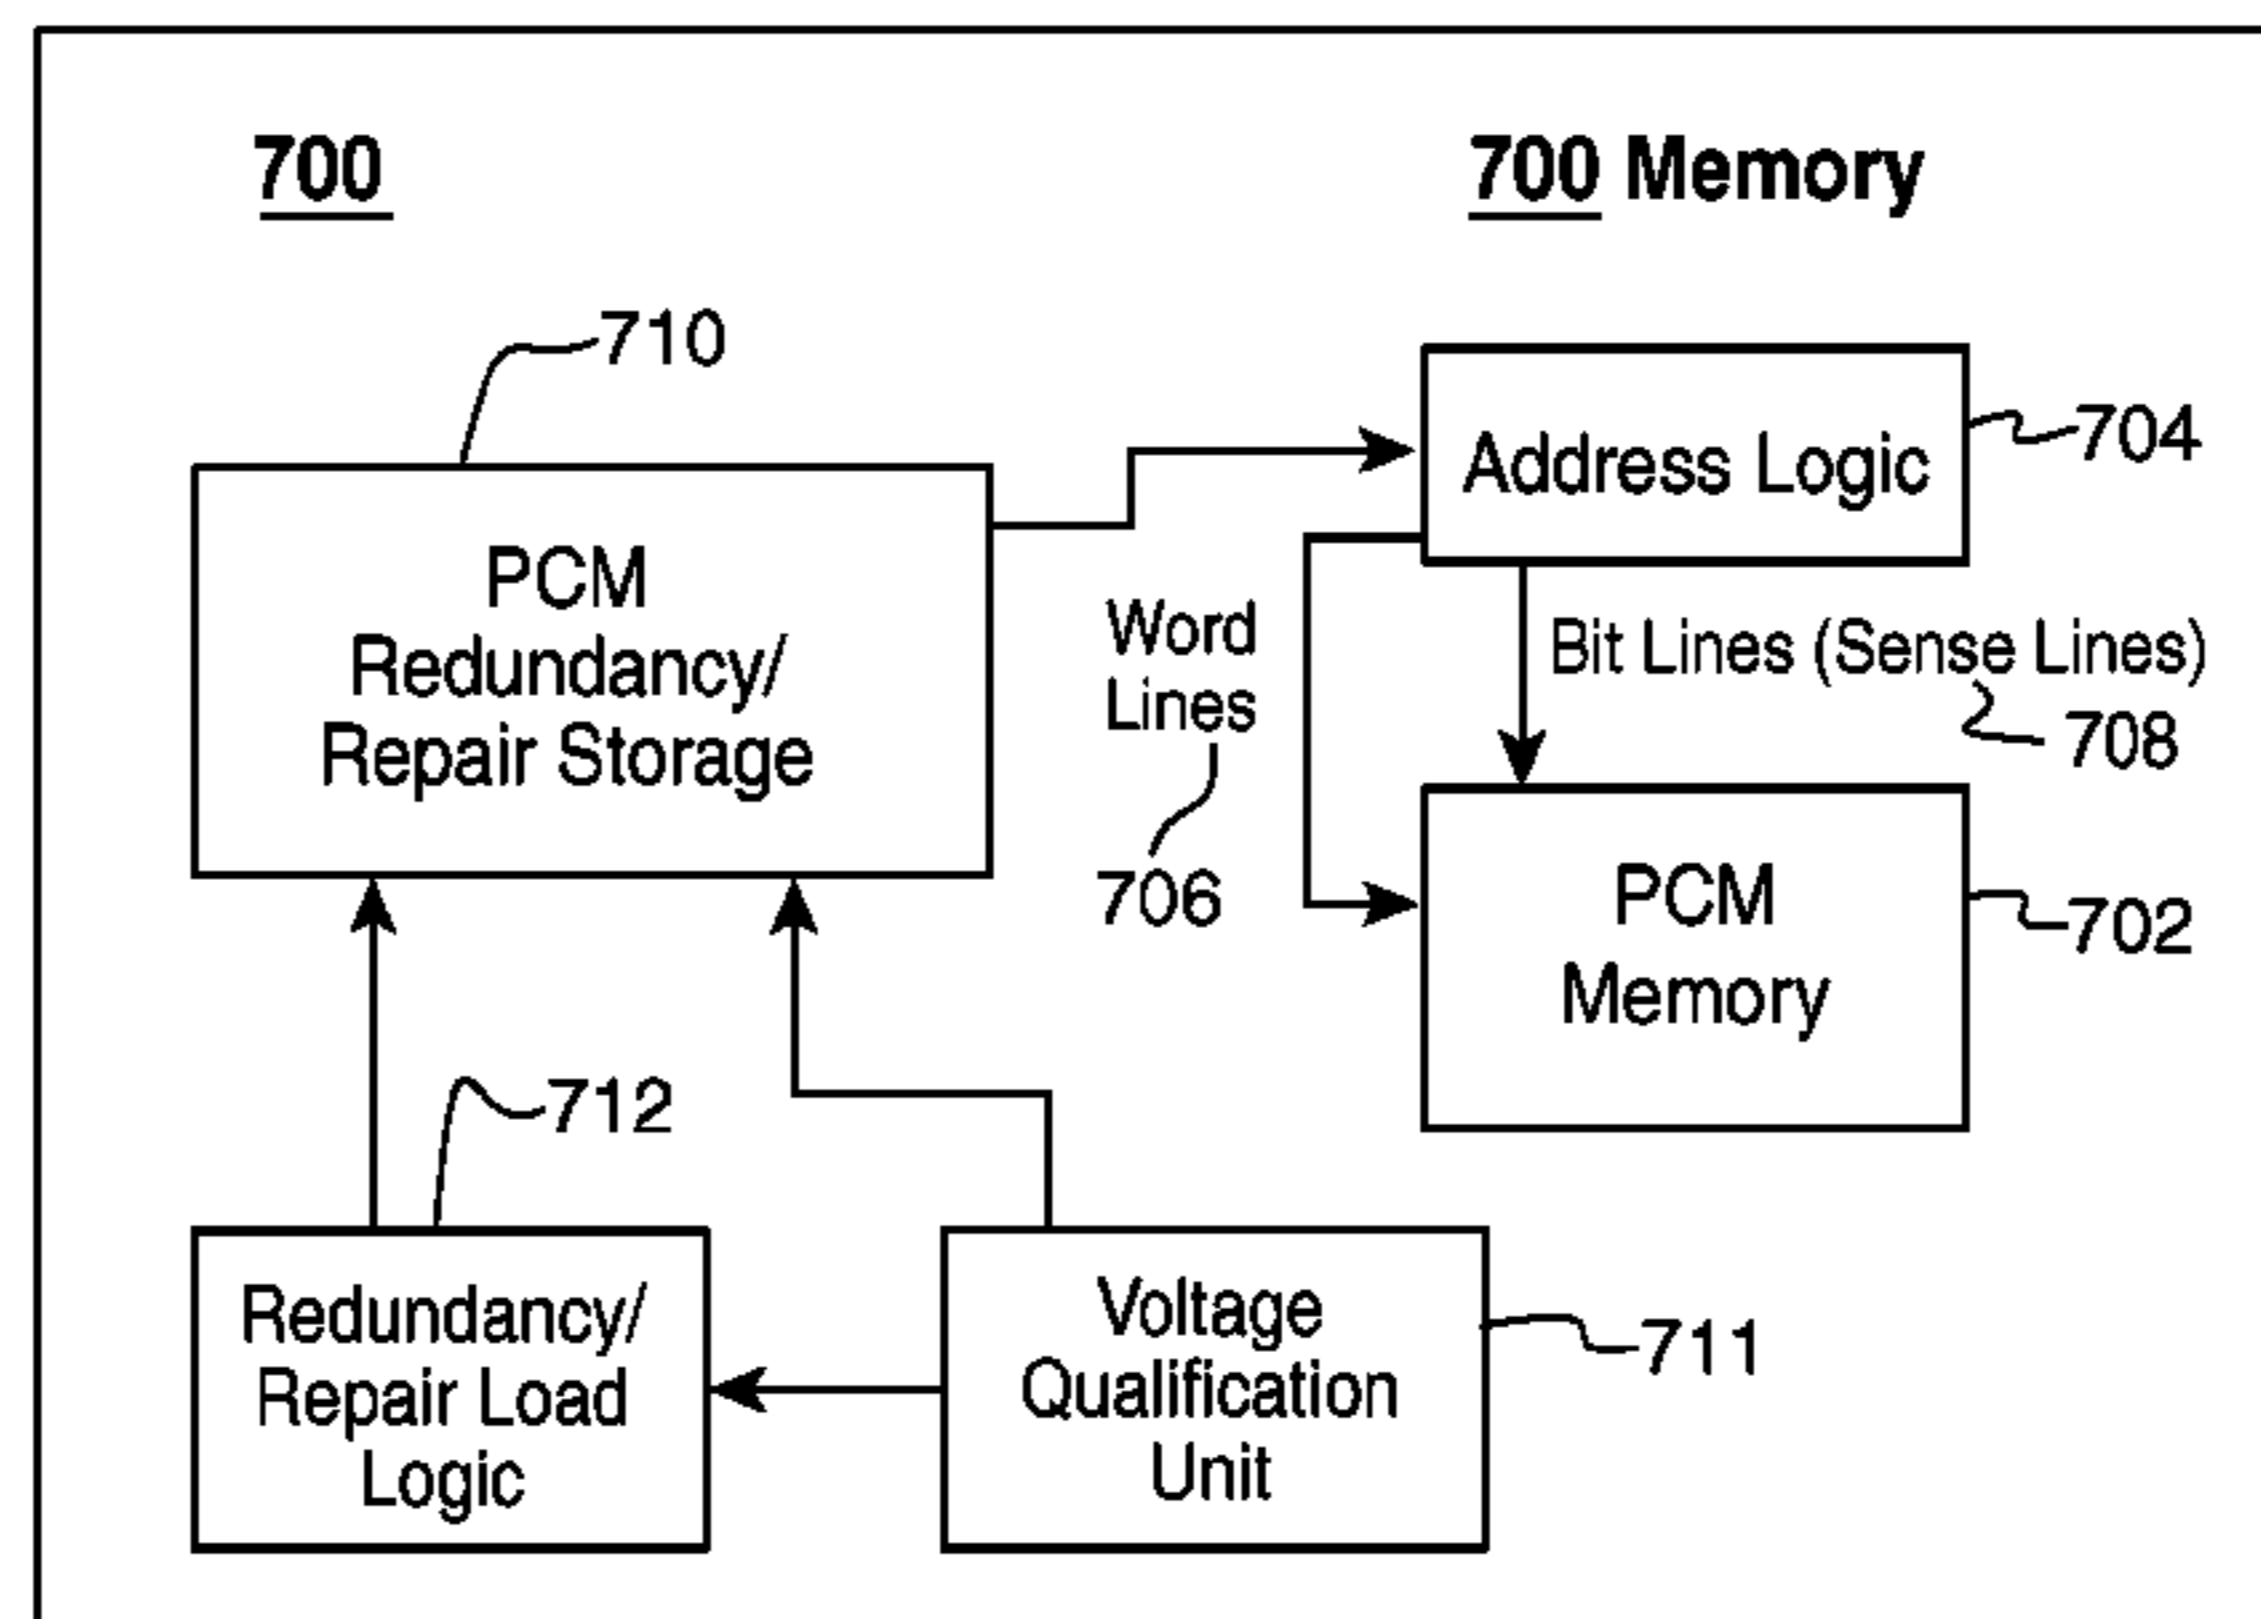 700
700 Memory
710
Address Logic
704
PCM
Redundancy/
Repair Storage
Word
Lines
706
Bit Lines (Sense Lines)
708
PCM
Memory
702
712
Redundancy/
Repair Load
Logic
Voltage
Qualification
Unit
711